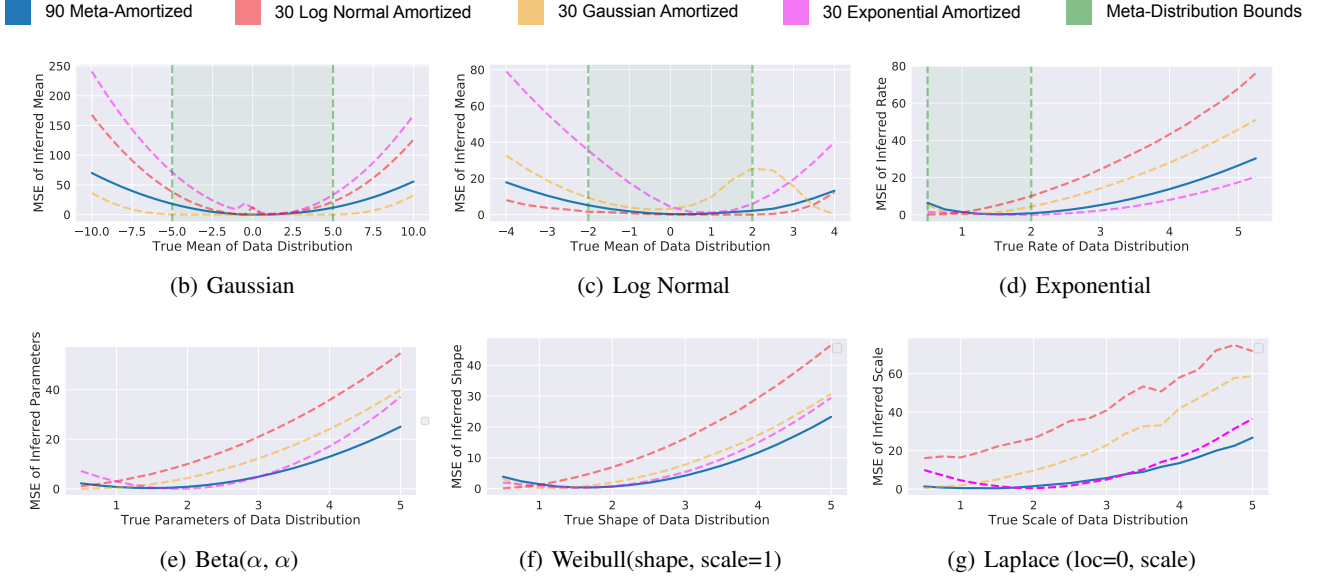 90 Meta-Amortized 30 Log Normal Amortized 30 Gaussian Amortized 30 Exponential Amortized Meta-Distribution Bounds
MSE of Inferred Mean
250
200
150
100
50
0
−10.0 −7.5 −5.0 −2.5 0.0 2.5 5.0 7.5 10.0
True Mean of Data Distribution
(b) Gaussian
MSE of Inferred Mean
80
60
40
20
0
−4 −3 −2 −1 0 1 2 3 4
True Mean of Data Distribution
(c) Log Normal
MSE of Inferred Rate
80
60
40
20
0
1 2 3 4 5
True Rate of Data Distribution
(d) Exponential
MSE of Inferred Parameters
40
20
0
1 2 3 4 5
True Parameters of Data Distribution
(e) Beta(α, α)
MSE of Inferred Shape
40
30
20
10
0
1 2 3 4 5
True Shape of Data Distribution
(f) Weibull(shape, scale=1)
MSE of Inferred Scale
60
40
20
0
1 2 3 4 5
True Scale of Data Distribution
(g) Laplace (loc=0, scale)